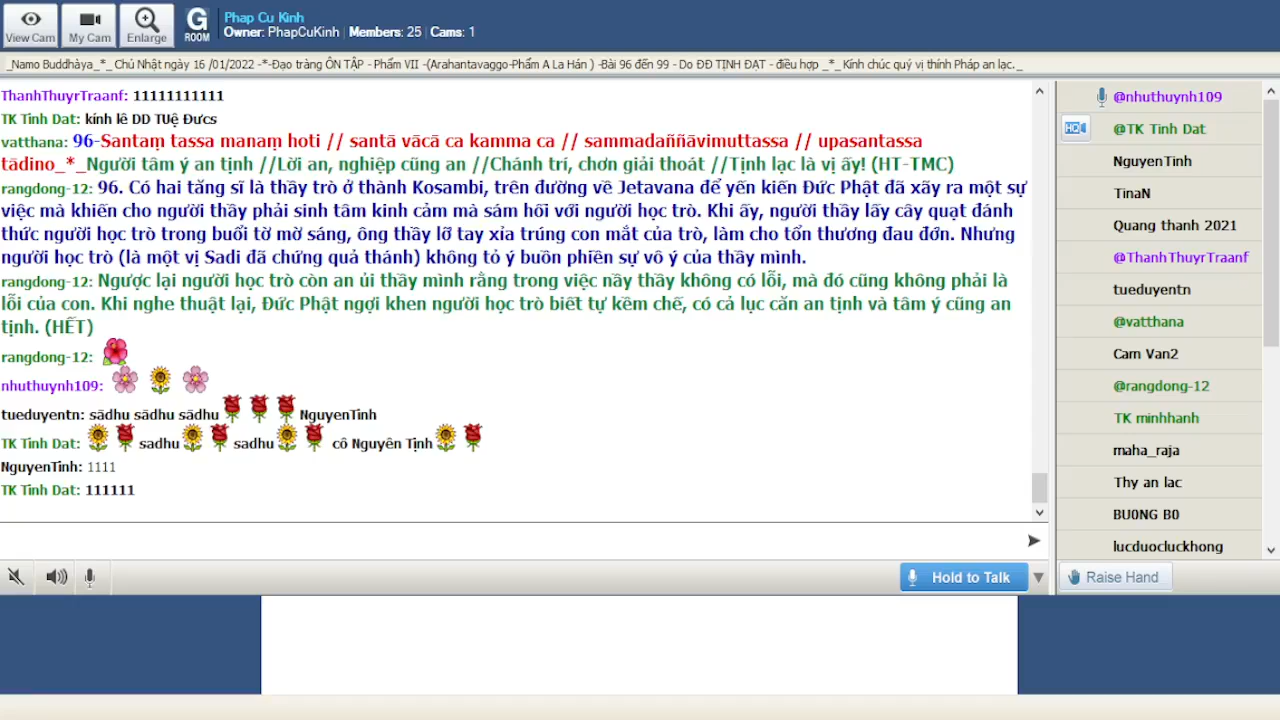 View Cam
My Cam
Enlarge
G
ROOM
Phap Cu Kinh
Owner: PhapCuKinh | Members: 25 | Cams: 1
_Namo Buddhàya_*_ Chủ Nhật ngày 16 /01/2022 -*-Đạo tràng ÔN TẬP - Phẩm VII -(Arahantavaggo-Phẩm A La Hán ) -Bài 96 đến 99 - Do ĐĐ TỊNH ĐẠT - điều hợp _*_ Kính chúc quý vị thính Pháp an lạc._
ThanhThuyrTraanf: 11111111111
TK Tinh Dat: kính lễ DD TUệ Đưcs
vatthana: 96-Santaṃ tassa manaṃ hoti // santā vācā ca kamma ca // sammadaññāvimuttassa // upasantassa
tādino_*_Người tâm ý an tịnh //Lời an, nghiệp cũng an //Chánh trí, chơn giải thoát //Tịnh lạc là vị ấy! (HT-TMC)
rangdong-12: 96. Có hai tăng sĩ là thầy trò ở thành Kosambi, trên đường về Jetavana để yến kiến Đức Phật đã xãy ra một sự
việc mà khiến cho người thầy phải sinh tâm kinh cảm mà sám hối với người học trò. Khi ấy, người thầy lấy cây quạt đánh
thức người học trò trong buổi tờ mờ sáng, ông thầy lỡ tay xỉa trúng con mắt của trò, làm cho tổn thương đau đớn. Nhưng
người học trò (là một vị Sadi đã chứng quả thánh) không tỏ ý buồn phiền sự vô ý của thầy mình.
rangdong-12: Ngược lại người học trò còn an ủi thầy mình rằng trong việc nầy thầy không có lỗi, mà đó cũng không phải là
lỗi của con. Khi nghe thuật lại, Đức Phật ngợi khen người học trò biết tự kềm chế, có cả lục căn an tịnh và tâm ý cũng an
tịnh. (HẾT)
rangdong-12:
nhuthuynh109:
tueduyentn: sādhu sādhu sādhu NguyenTinh
TK Tinh Dat: sadhu sadhu cô Nguyên Tịnh
NguyenTinh: 1111
TK Tinh Dat: 111111
Hold to Talk
@nhuthuynh109
HQ
@TK Tinh Dat
NguyenTinh
TinaN
Quang thanh 2021
@ThanhThuyrTraanf
tueduyentn
@vatthana
Cam Van2
@rangdong-12
TK minhhanh
maha_raja
Thy an lac
BU0NG B0
lucduocluckhong
Raise Hand